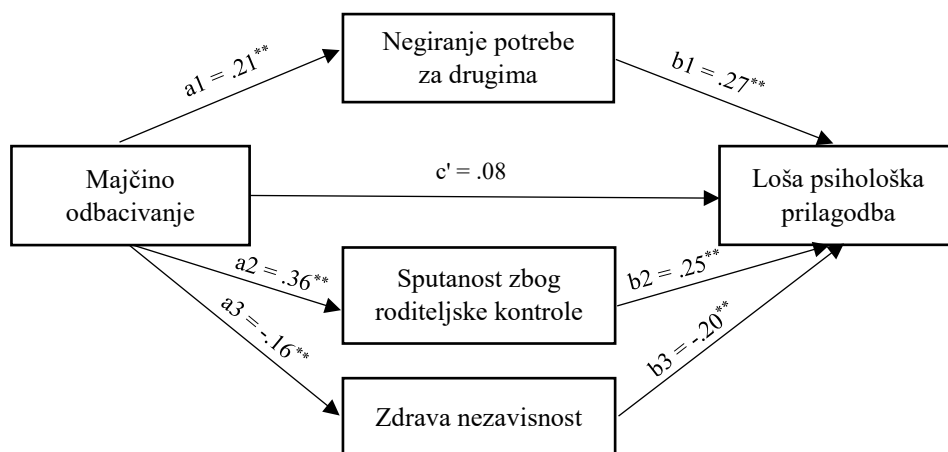 Negiranje potrebe
za drugima
a1 = .21**
b1 = .27**
Majčino
odbacivanje
c' = .08
Loša psihološka
prilagodba
a2 = .36**
Sputanost zbog
roditeljske kontrole
b2 = .25**
a3 = -.16**
b3 = -.20**
Zdrava nezavisnost